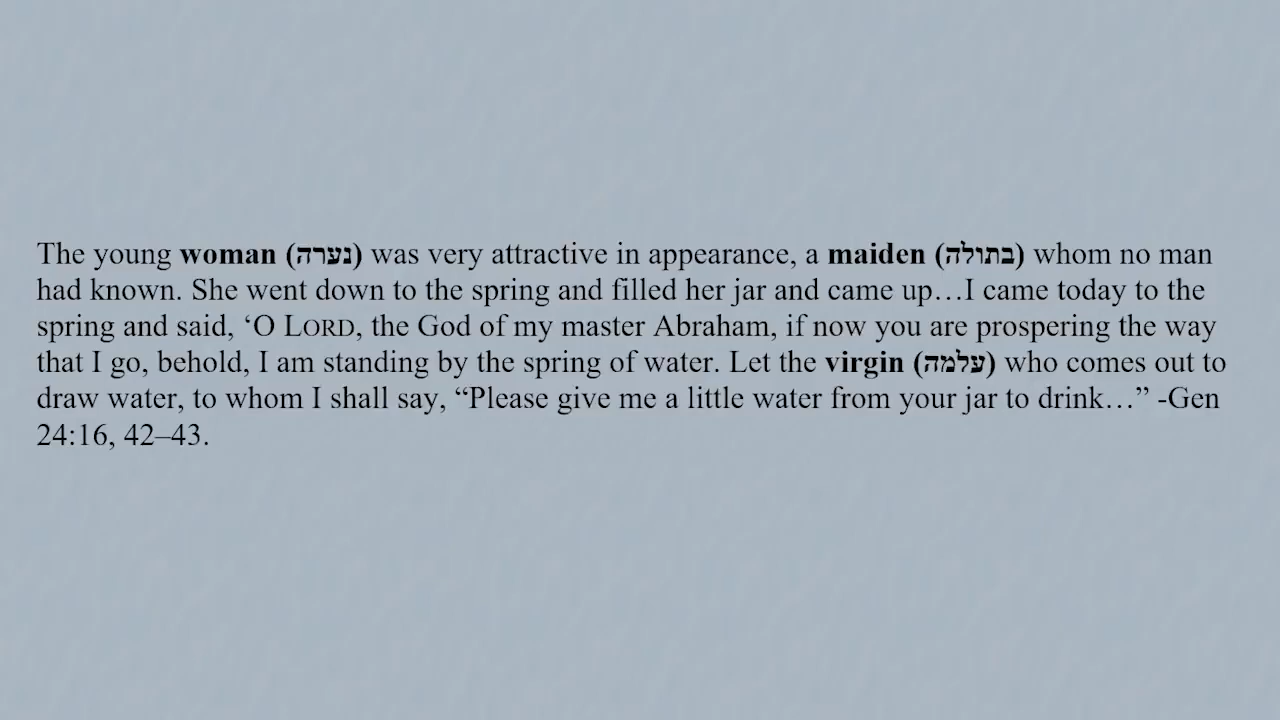 The young woman (נערה) was very attractive in appearance, a maiden (בתולה) whom no man
had known. She went down to the spring and filled her jar and came up…I came today to the
spring and said, ‘O LORD, the God of my master Abraham, if now you are prospering the way
that I go, behold, I am standing by the spring of water. Let the virgin (עלמה) who comes out to
draw water, to whom I shall say, “Please give me a little water from your jar to drink…” -Gen
24:16, 42–43.